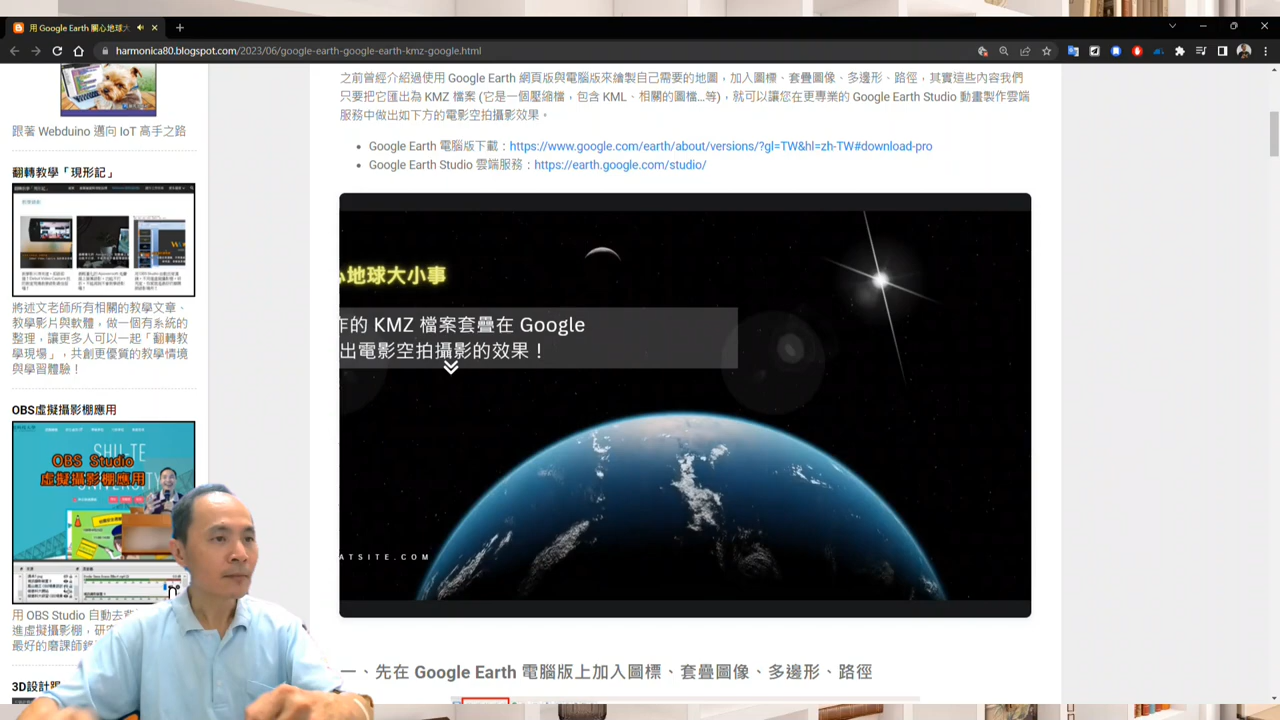 用 Google Earth 關心地球大
harmonica80.blogspot.com/2023/06/google-earth-google-earth-kmz-google.html
跟著 Webduino 邁向 IoT 高手之路
翻轉教學「現形記」
將述文老師所有相關的教學文章、
教學影片與軟體，做一個有系統的
整理，讓更多人可以一起「翻轉教
學現場」，共創更優質的教學情境
與學習體驗！
OBS虛擬攝影棚應用
SHU-TE
UNIVERSITY
OBS Studio
虛擬攝影棚應用
用 OBS Studio 自動去背
進虛擬攝影棚，研
最好的磨課師錄
3D設計跟
之前曾經介紹過使用 Google Earth 網頁版與電腦版來繪製自己需要的地圖，加入圖標、套疊圖像、多邊形、路徑，其實這些內容我們
只要把它匯出為 KMZ 檔案 (它是一個壓縮檔，包含 KML、相關的圖檔...等)，就可以讓您在更專業的 Google Earth Studio 動畫製作雲端
服務中做出如下方的電影空拍攝影效果。
Google Earth 電腦版下載：https://www.google.com/earth/about/versions/?gl=TW&hl=zh-TW#download-pro
Google Earth Studio 雲端服務：https://earth.google.com/studio/
心地球大小事
作的 KMZ 檔案套疊在 Google
出電影空拍攝影的效果！
ATSITE.COM
一、先在 Google Earth 電腦版上加入圖標、套疊圖像、多邊形、路徑